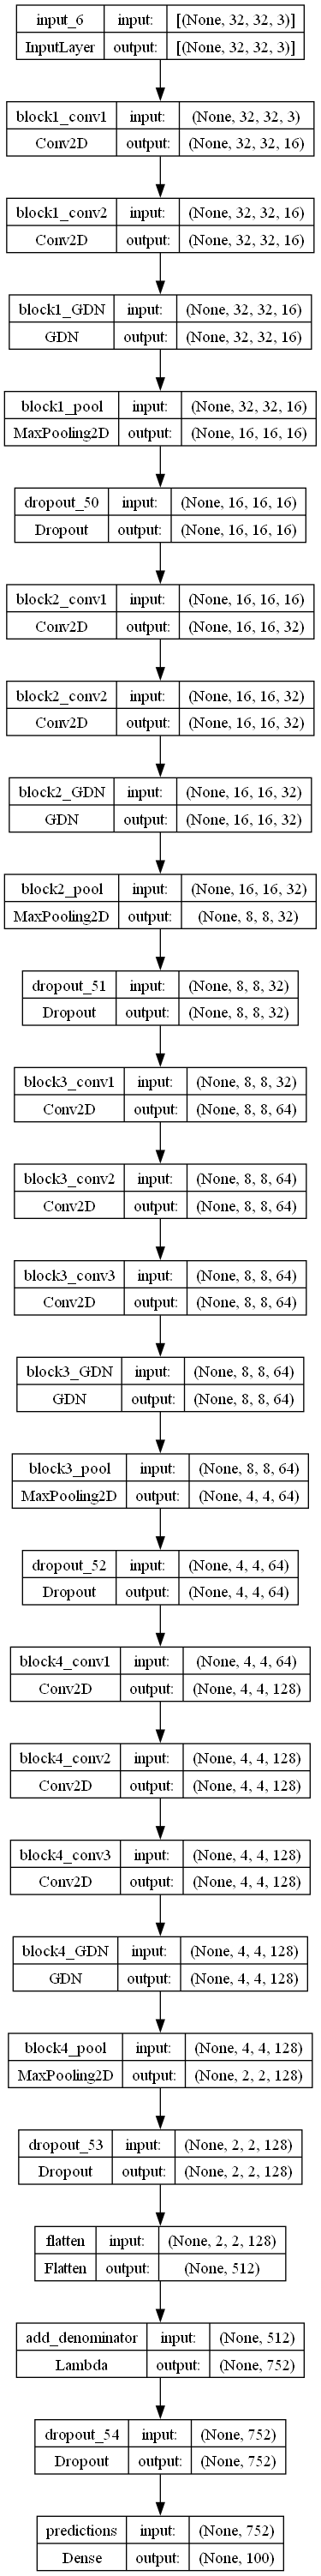 input_6 input: [(None, 32, 32, 3)]
InputLayer output: [(None, 32, 32, 3)]
block1_conv1 input: (None, 32, 32, 3)
Conv2D output: (None, 32, 32, 16)
block1_conv2 input: (None, 32, 32, 16)
Conv2D output: (None, 32, 32, 16)
block1_GDN input: (None, 32, 32, 16)
GDN output: (None, 32, 32, 16)
block1_pool input: (None, 32, 32, 16)
MaxPooling2D output: (None, 16, 16, 16)
dropout_50 input: (None, 16, 16, 16)
Dropout output: (None, 16, 16, 16)
block2_conv1 input: (None, 16, 16, 16)
Conv2D output: (None, 16, 16, 32)
block2_conv2 input: (None, 16, 16, 32)
Conv2D output: (None, 16, 16, 32)
block2_GDN input: (None, 16, 16, 32)
GDN output: (None, 16, 16, 32)
block2_pool input: (None, 16, 16, 32)
MaxPooling2D output: (None, 8, 8, 32)
dropout_51 input: (None, 8, 8, 32)
Dropout output: (None, 8, 8, 32)
block3_conv1 input: (None, 8, 8, 32)
Conv2D output: (None, 8, 8, 64)
block3_conv2 input: (None, 8, 8, 64)
Conv2D output: (None, 8, 8, 64)
block3_conv3 input: (None, 8, 8, 64)
Conv2D output: (None, 8, 8, 64)
block3_GDN input: (None, 8, 8, 64)
GDN output: (None, 8, 8, 64)
block3_pool input: (None, 8, 8, 64)
MaxPooling2D output: (None, 4, 4, 64)
dropout_52 input: (None, 4, 4, 64)
Dropout output: (None, 4, 4, 64)
block4_conv1 input: (None, 4, 4, 64)
Conv2D output: (None, 4, 4, 128)
block4_conv2 input: (None, 4, 4, 128)
Conv2D output: (None, 4, 4, 128)
block4_conv3 input: (None, 4, 4, 128)
Conv2D output: (None, 4, 4, 128)
block4_GDN input: (None, 4, 4, 128)
GDN output: (None, 4, 4, 128)
block4_pool input: (None, 4, 4, 128)
MaxPooling2D output: (None, 2, 2, 128)
dropout_53 input: (None, 2, 2, 128)
Dropout output: (None, 2, 2, 128)
flatten input: (None, 2, 2, 128)
Flatten output: (None, 512)
add_denominator input: (None, 512)
Lambda output: (None, 752)
dropout_54 input: (None, 752)
Dropout output: (None, 752)
predictions input: (None, 752)
Dense output: (None, 100)